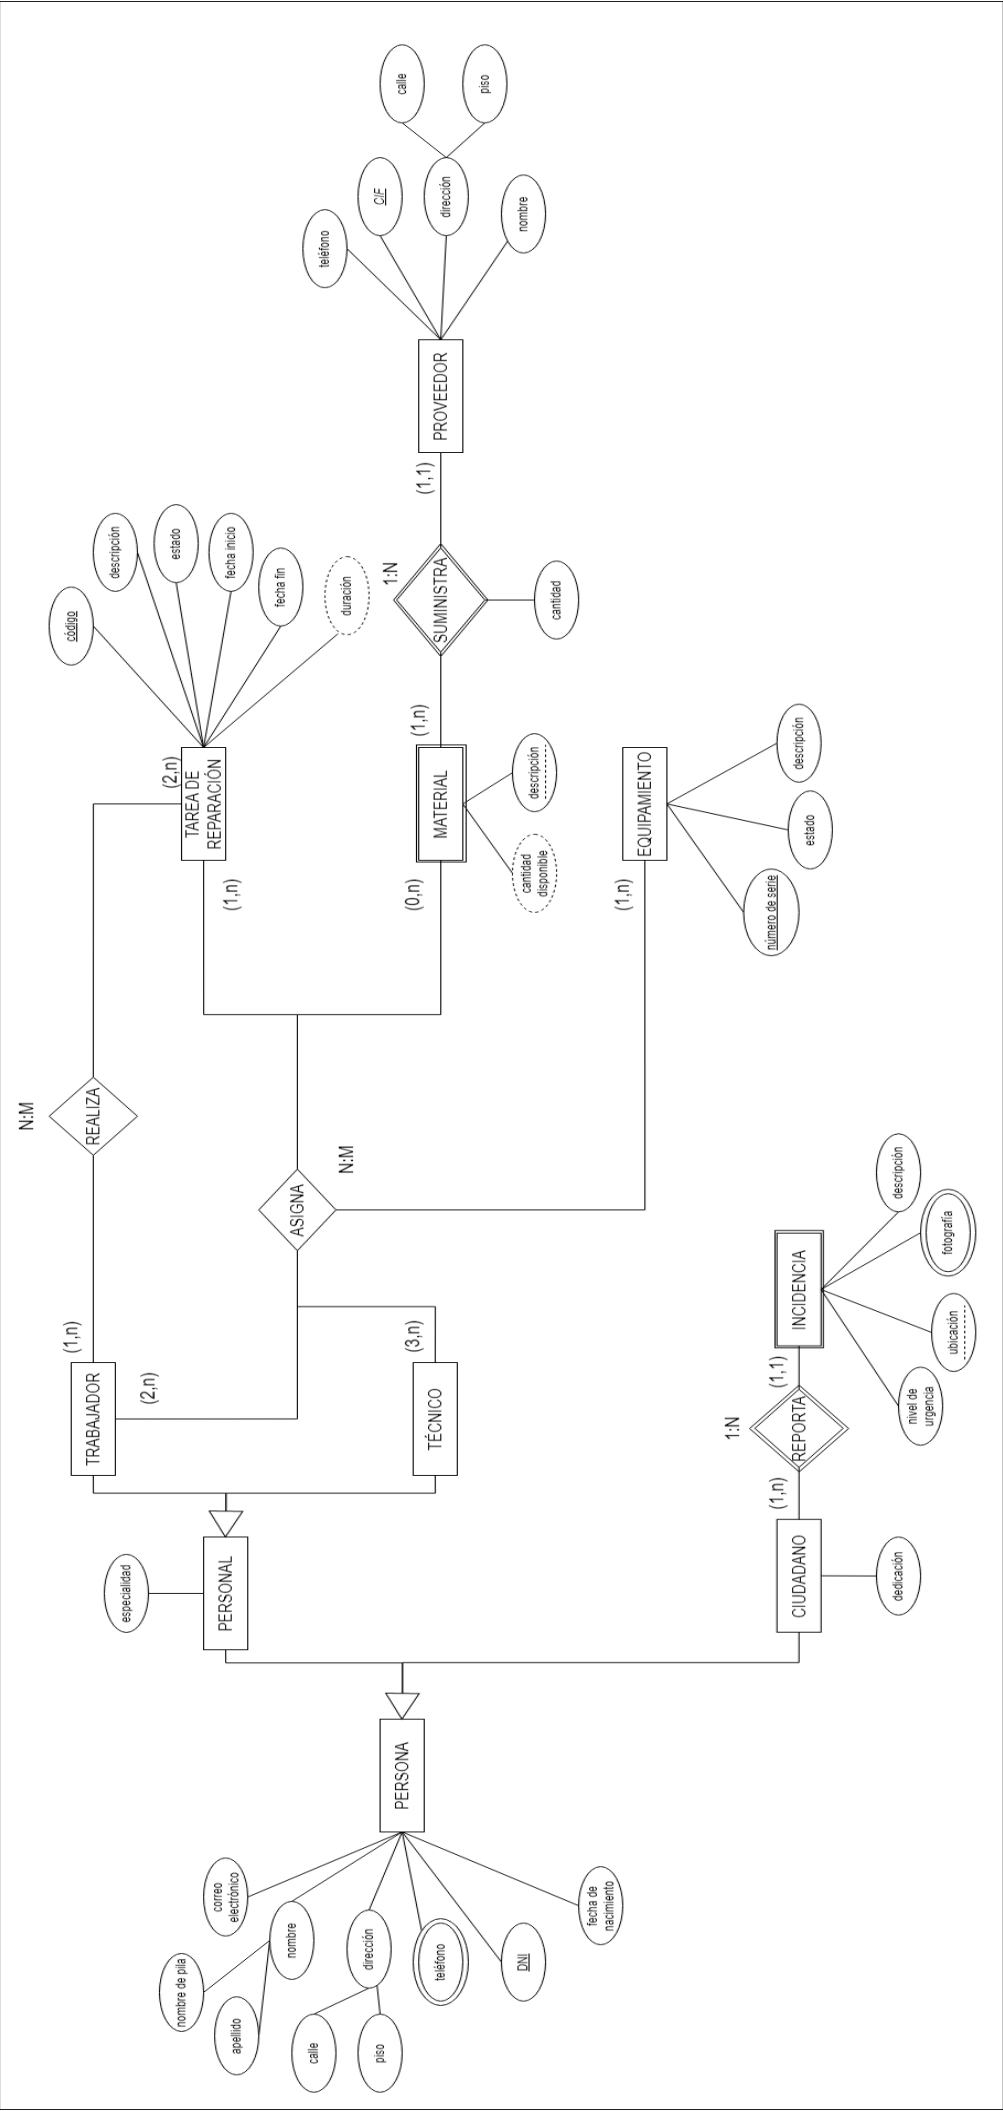 nombre de pila
apellido
calle
piso
correo
electrónico
nombre
dirección
teléfono
DNI
fecha de
nacimiento
PERSONA
especialidad
PERSONAL
CIUDADANO
dedicación
TRABAJADOR
(1,n)
(2,n)
TÉCNICO
(3,n)
(1,n)
1:N
REPORTA
(1,1)
INCIDENCIA
nivel de
urgencia
ubicación
fotografía
descripción
N:M
REALIZA
ASIGNA
N:M
(2,n)
TAREA DE
REPARACIÓN
(1,n)
código
descripción
estado
fecha inicio
fecha fin
duración
(0,n)
MATERIAL
(1,n)
cantidad
disponible
descripción
(1,n)
EQUIPAMIENTO
número de serie
estado
descripción
1:N
SUMINISTRA
cantidad
(1,1)
PROVEEDOR
teléfono
CIF
dirección
nombre
calle
piso